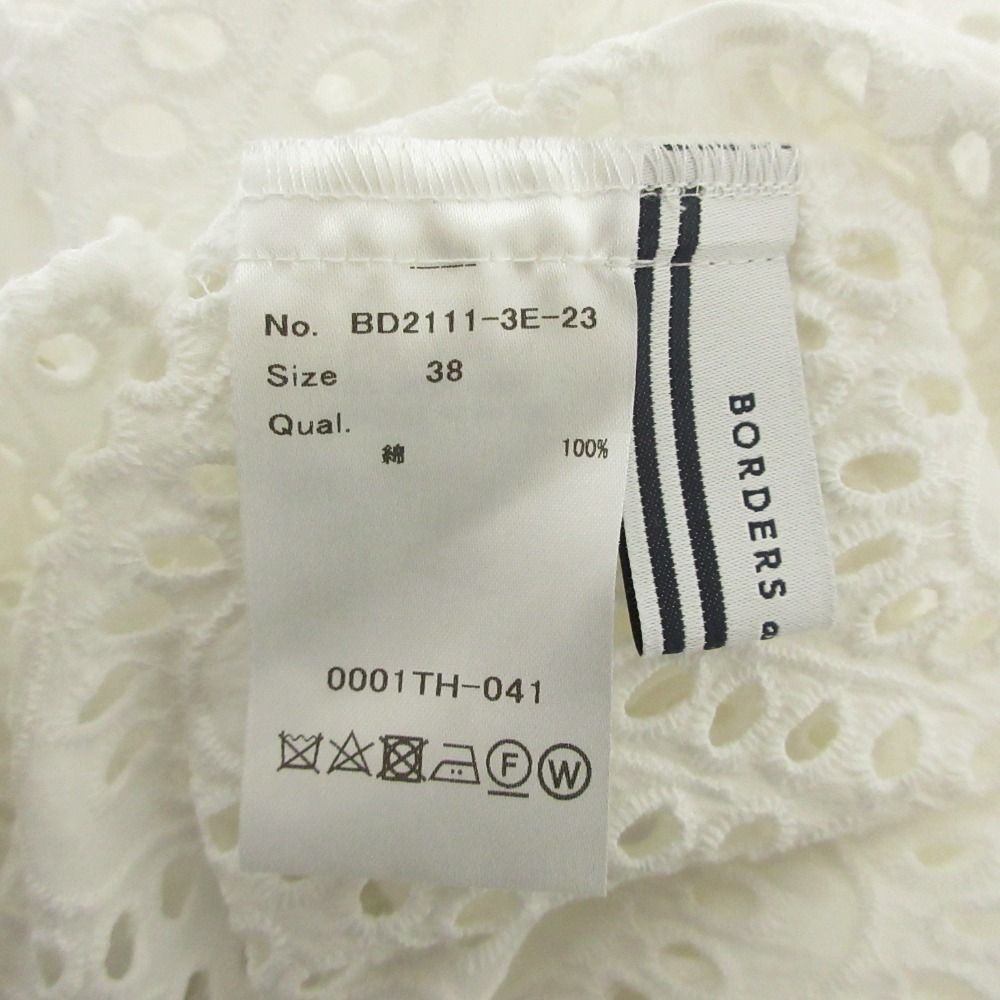 No. BD2111-3E-23
Size 38
Qual.
綿 100%
0001TH-041
F W
BORDERS